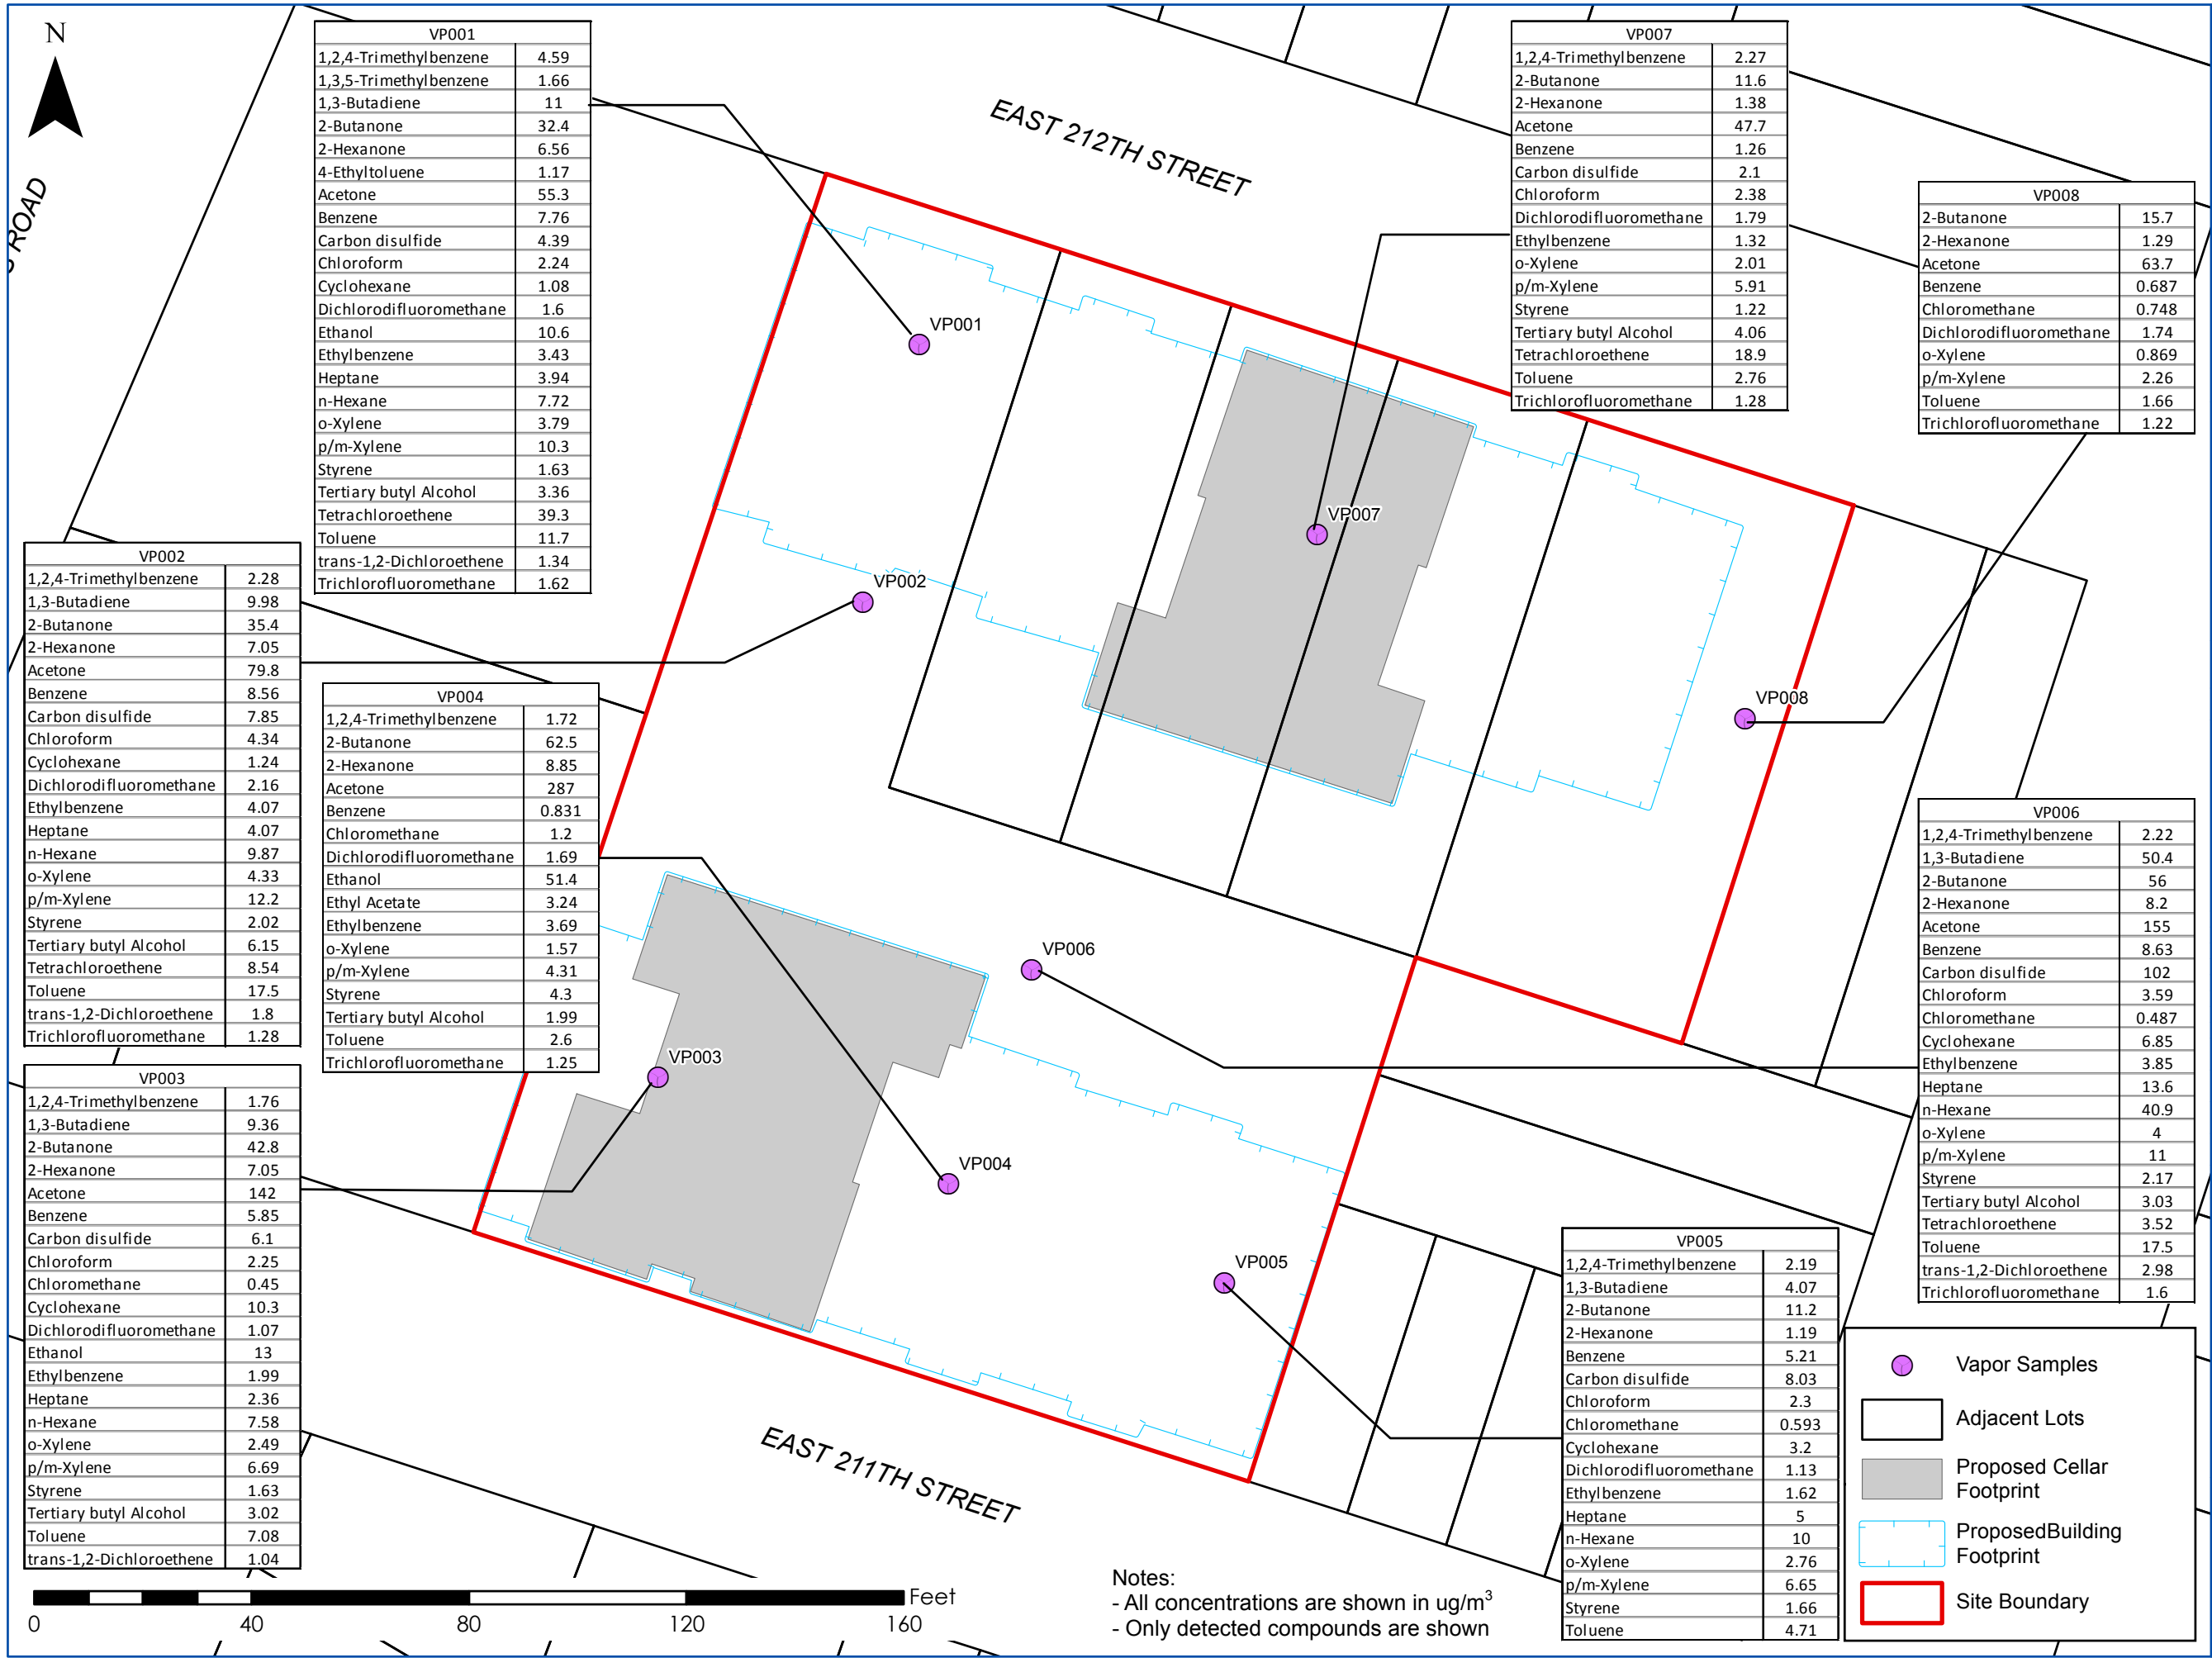 N
S ROAD
EAST 212TH STREET
VP001
1,2,4-Trimethylbenzene 4.59
1,3,5-Trimethylbenzene 1.66
1,3-Butadiene 11
2-Butanone 32.4
2-Hexanone 6.56
4-Ethyltoluene 1.17
Acetone 55.3
Benzene 7.76
Carbon disulfide 4.39
Chloroform 2.24
Cyclohexane 1.08
Dichlorodifluoromethane 1.6
Ethanol 10.6
Ethylbenzene 3.43
Heptane 3.94
n-Hexane 7.72
o-Xylene 3.79
p/m-Xylene 10.3
Styrene 1.63
Tertiary butyl Alcohol 3.36
Tetrachloroethene 39.3
Toluene 11.7
trans-1,2-Dichloroethene 1.34
Trichlorofluoromethane 1.62
VP007
1,2,4-Trimethylbenzene 2.27
2-Butanone 11.6
2-Hexanone 1.38
Acetone 47.7
Benzene 1.26
Carbon disulfide 2.1
Chloroform 2.38
Dichlorodifluoromethane 1.79
Ethylbenzene 1.32
o-Xylene 2.01
p/m-Xylene 5.91
Styrene 1.22
Tertiary butyl Alcohol 4.06
Tetrachloroethene 18.9
Toluene 2.76
Trichlorofluoromethane 1.28
VP008
2-Butanone 15.7
2-Hexanone 1.29
Acetone 63.7
Benzene 0.687
Chloromethane 0.748
Dichlorodifluoromethane 1.74
o-Xylene 0.869
p/m-Xylene 2.26
Toluene 1.66
Trichlorofluoromethane 1.22
VP001
VP007
VP002
VP008
VP006
VP003
VP004
VP005
VP002
1,2,4-Trimethylbenzene 2.28
1,3-Butadiene 9.98
2-Butanone 35.4
2-Hexanone 7.05
Acetone 79.8
Benzene 8.56
Carbon disulfide 7.85
Chloroform 4.34
Cyclohexane 1.24
Dichlorodifluoromethane 2.16
Ethylbenzene 4.07
Heptane 4.07
n-Hexane 9.87
o-Xylene 4.33
p/m-Xylene 12.2
Styrene 2.02
Tertiary butyl Alcohol 6.15
Tetrachloroethene 8.54
Toluene 17.5
trans-1,2-Dichloroethene 1.8
Trichlorofluoromethane 1.28
VP004
1,2,4-Trimethylbenzene 1.72
2-Butanone 62.5
2-Hexanone 8.85
Acetone 287
Benzene 0.831
Chloromethane 1.2
Dichlorodifluoromethane 1.69
Ethanol 51.4
Ethyl Acetate 3.24
Ethylbenzene 3.69
o-Xylene 1.57
p/m-Xylene 4.31
Styrene 4.3
Tertiary butyl Alcohol 1.99
Toluene 2.6
Trichlorofluoromethane 1.25
VP006
1,2,4-Trimethylbenzene 2.22
1,3-Butadiene 50.4
2-Butanone 56
2-Hexanone 8.2
Acetone 155
Benzene 8.63
Carbon disulfide 102
Chloroform 3.59
Chloromethane 0.487
Cyclohexane 6.85
Ethylbenzene 3.85
Heptane 13.6
n-Hexane 40.9
o-Xylene 4
p/m-Xylene 11
Styrene 2.17
Tertiary butyl Alcohol 3.03
Tetrachloroethene 3.52
Toluene 17.5
trans-1,2-Dichloroethene 2.98
Trichlorofluoromethane 1.6
VP003
1,2,4-Trimethylbenzene 1.76
1,3-Butadiene 9.36
2-Butanone 42.8
2-Hexanone 7.05
Acetone 142
Benzene 5.85
Carbon disulfide 6.1
Chloroform 2.25
Chloromethane 0.45
Cyclohexane 10.3
Dichlorodifluoromethane 1.07
Ethanol 13
Ethylbenzene 1.99
Heptane 2.36
n-Hexane 7.58
o-Xylene 2.49
p/m-Xylene 6.69
Styrene 1.63
Tertiary butyl Alcohol 3.02
Toluene 7.08
trans-1,2-Dichloroethene 1.04
VP005
1,2,4-Trimethylbenzene 2.19
1,3-Butadiene 4.07
2-Butanone 11.2
2-Hexanone 1.19
Benzene 5.21
Carbon disulfide 8.03
Chloroform 2.3
Chloromethane 0.593
Cyclohexane 3.2
Dichlorodifluoromethane 1.13
Ethylbenzene 1.62
Heptane 5
n-Hexane 10
o-Xylene 2.76
p/m-Xylene 6.65
Styrene 1.66
Toluene 4.71
EAST 211TH STREET
Vapor Samples
Adjacent Lots
Proposed Cellar
Footprint
ProposedBuilding
Footprint
Site Boundary
Feet
0 40 80 120 160
Notes:
- All concentrations are shown in ug/m³
- Only detected compounds are shown